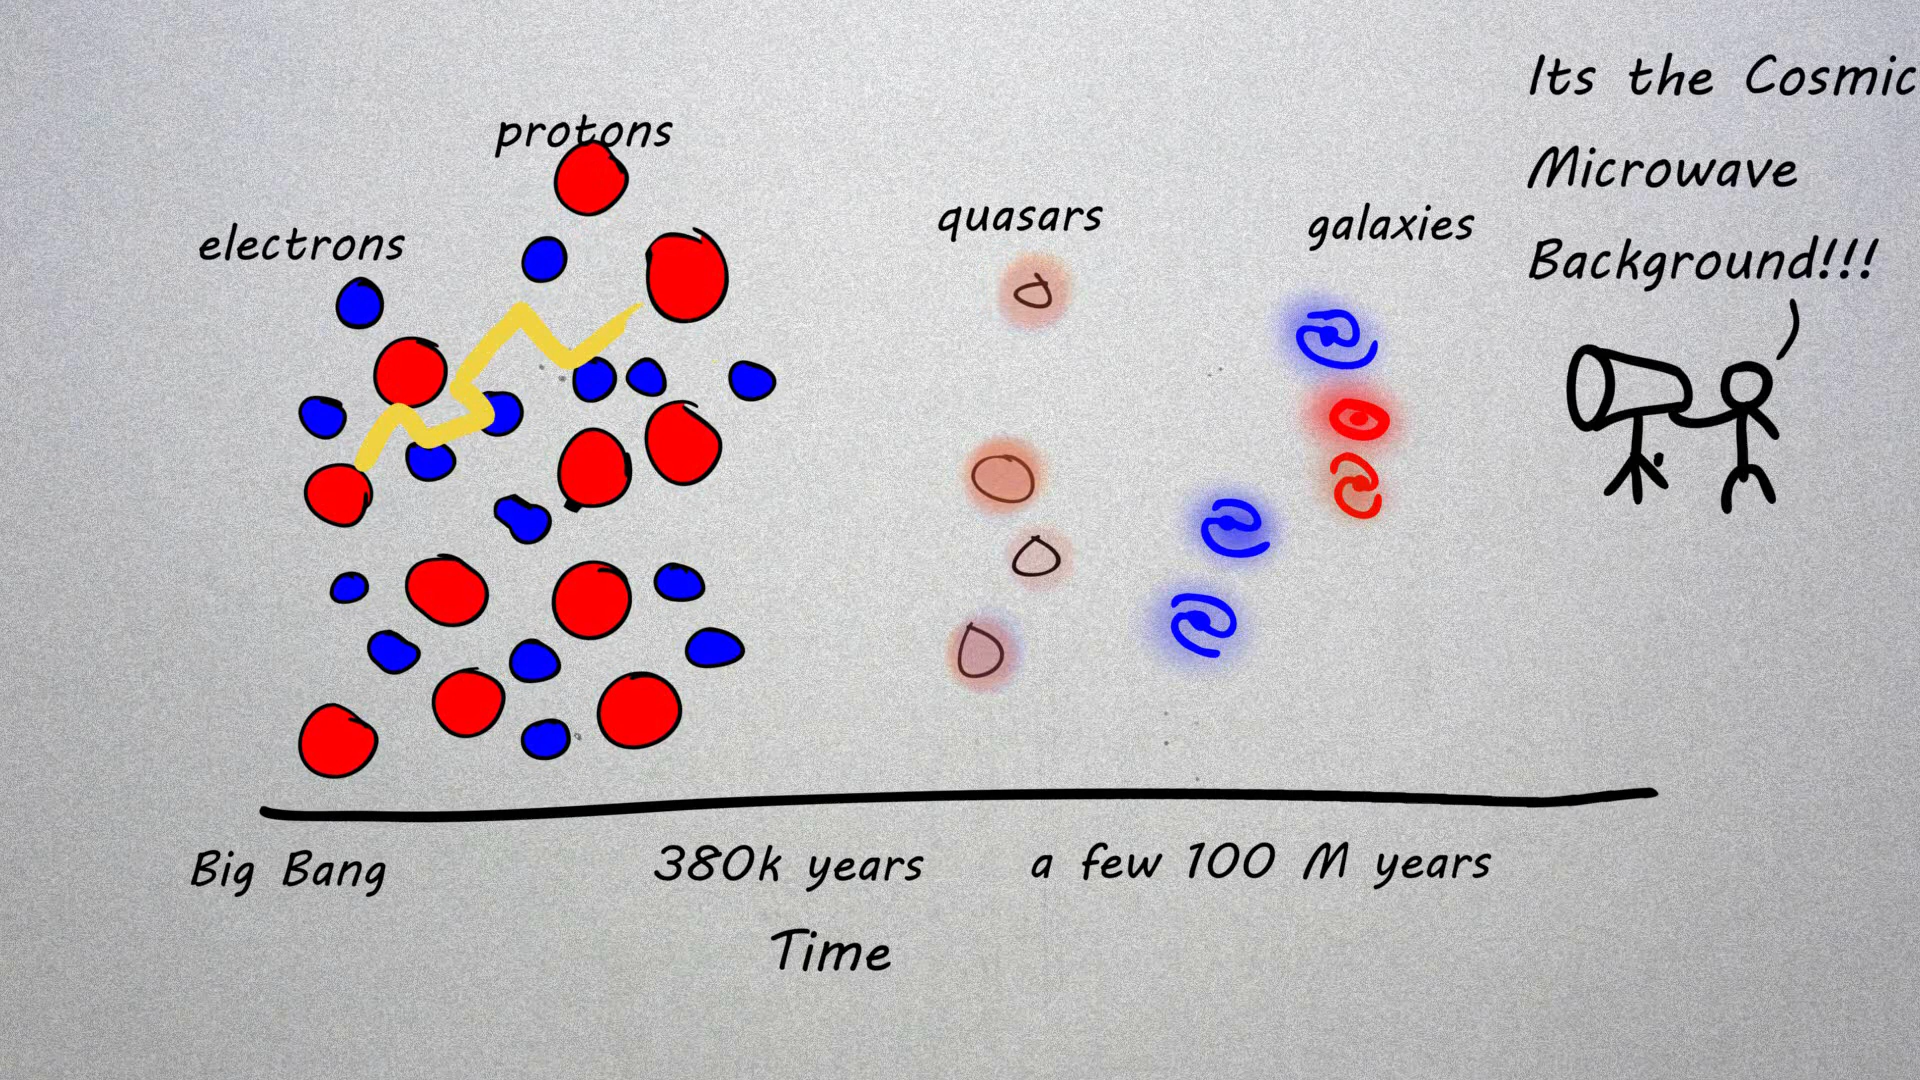 Its the Cosmic
Microwave
Background!!!
protons
electrons
quasars
galaxies
Big Bang
380k years
a few 100 M years
Time